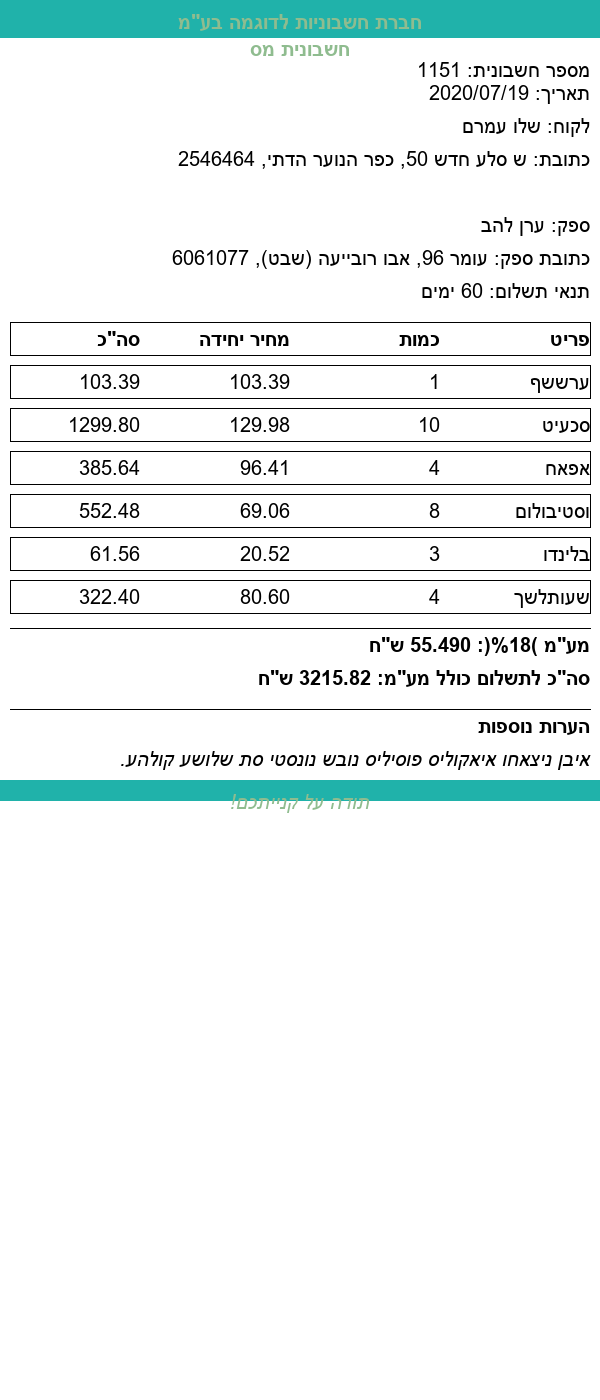 חברת חשבוניות לדוגמה בע"מ
חשבונית מס
מספר חשבונית: 1151
תאריך: 2020/07/19
לקוח: שלו עמרם
כתובת: ש סלע חדש 50, כפר הנוער הדתי, 2546464
ספק: ערן להב
כתובת ספק: עומר 96, אבו רובייעה (שבט), 6061077
תנאי תשלום: 60 ימים
פריט כמות מחיר יחידה סה"כ
ערששף 1 103.39 103.39
סכעיט 10 129.98 1299.80
אפאח 4 96.41 385.64
וסטיבולום 8 69.06 552.48
בלינדו 3 20.52 61.56
שעותלשך 4 80.60 322.40
מע"מ )18%(: 55.490 ש"ח
סה"כ לתשלום כולל מע"מ: 3215.82 ש"ח
הערות נוספות
איבן ניצאחו איאקוליס פוסיליס נובש נונסטי סת שלושע קולהע.
תודה על קנייתכם!